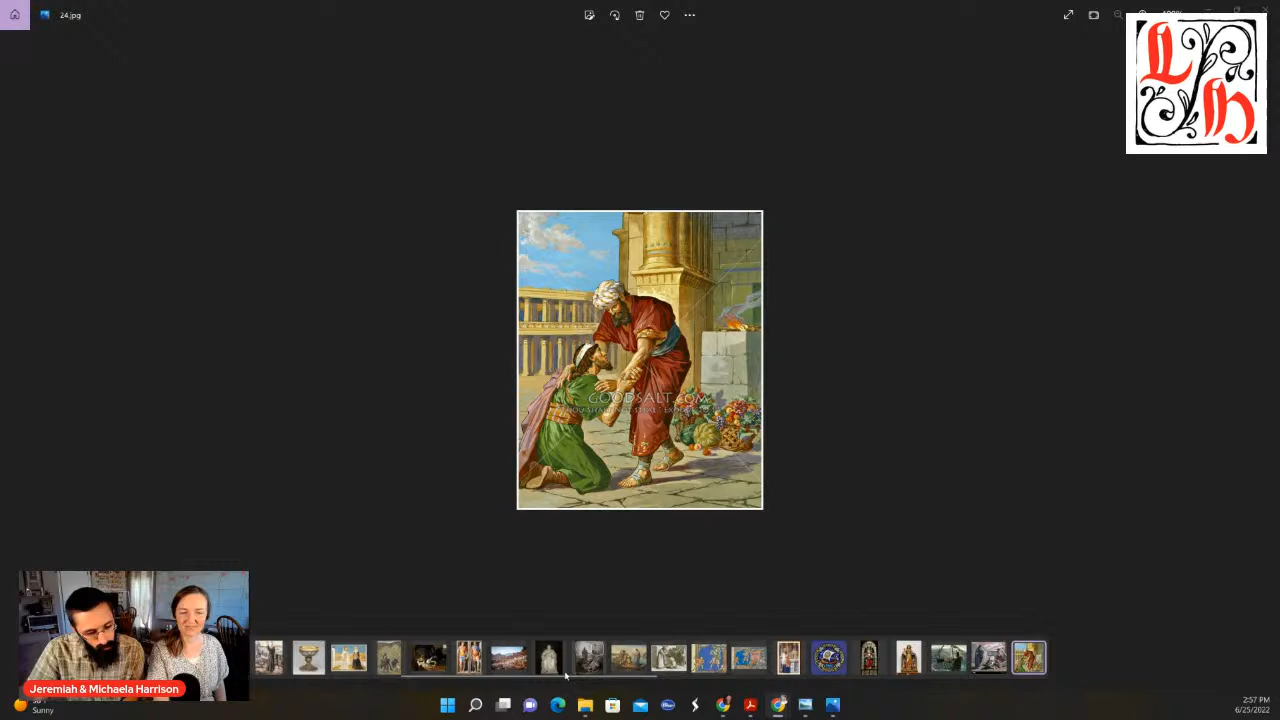 24.jpg
L
H
GOODSALT.com
Jeremiah & Michaela Harrison
Sunny
2:57 PM
6/25/2022